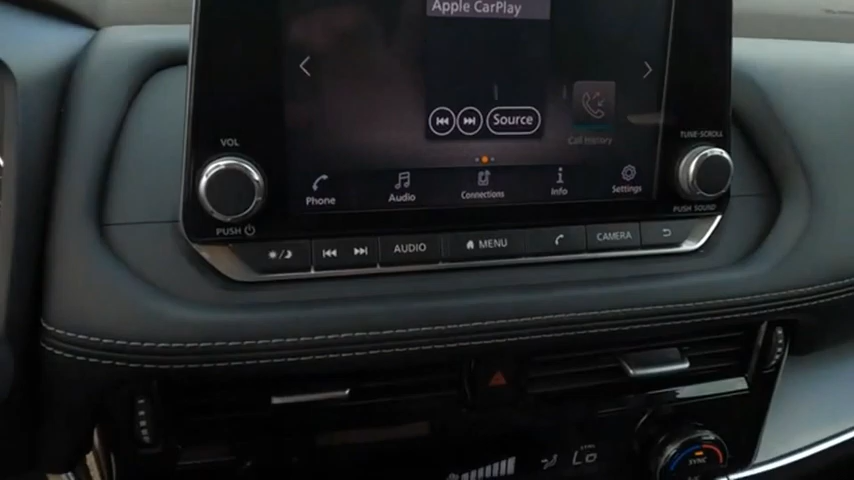 Apple CarPlay
Source
Call History
VOL
TUNE·SCROLL
Phone
Audio
Connections
Info
Settings
PUSH
PUSH SOUND
AUDIO
MENU
CAMERA
Lo
SYNC